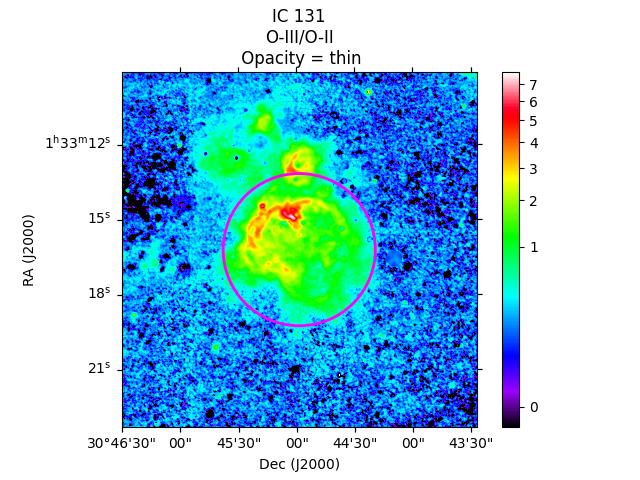 IC 131
O-III/O-II
Opacity = thin
7
6
5
4
3
2
1
0
1ʰ33ᵐ12ˢ
15ˢ
18ˢ
21ˢ
RA (J2000)
30°46'30" 00" 45'30" 00" 44'30" 00" 43'30"
Dec (J2000)